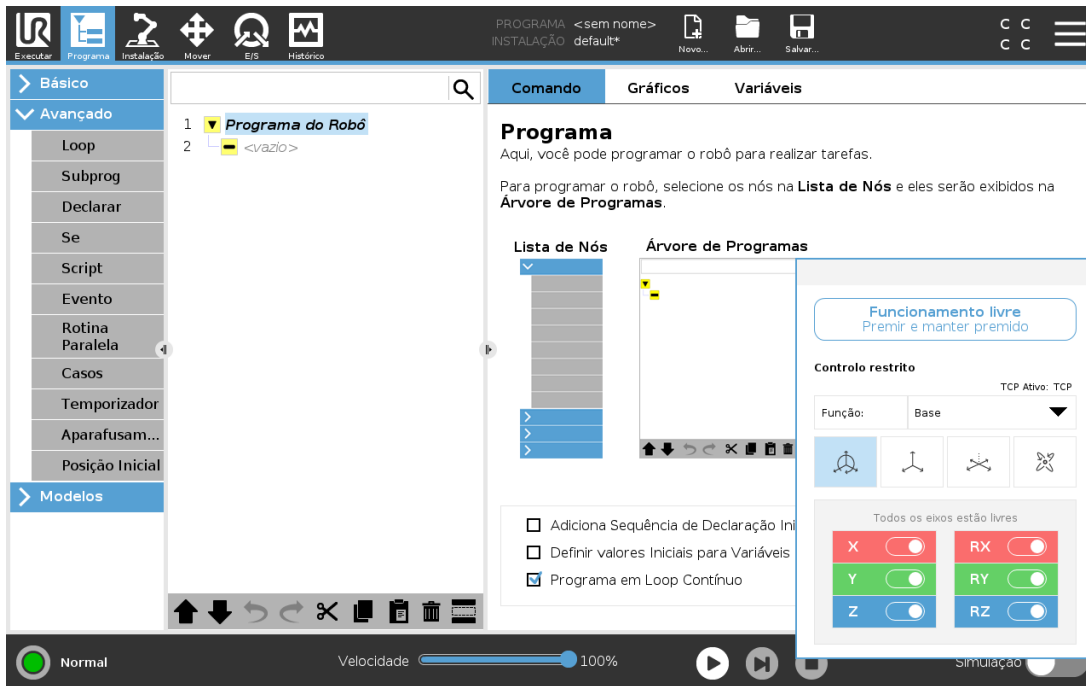 PROGRAMA <sem nome>
INSTALAÇÃO default*
C C
C C
Executar Programa Instalação Mover E/S Histórico Novo... Abrir... Salvar...
Básico
Avançado
Loop
Subprog
Declarar
Se
Script
Evento
Rotina
Paralela
Casos
Temporizador
Aparafusam...
Posição Inicial
Modelos
1 Programa do Robô
2 <vazio>
Comando Gráficos Variáveis
Programa
Aqui, você pode programar o robô para realizar tarefas.
Para programar o robô, selecione os nós na Lista de Nós e eles serão exibidos na
Árvore de Programas.
Lista de Nós Árvore de Programas
Adiciona Sequência de Declaração Ini
Definir valores Iniciais para Variáveis
Programa em Loop Contínuo
Funcionamento livre
Premir e manter premido
Controlo restrito
TCP Ativo: TCP
Função: Base
Todos os eixos estão livres
X RX
Y RY
Z RZ
Normal Velocidade 100% Simulação